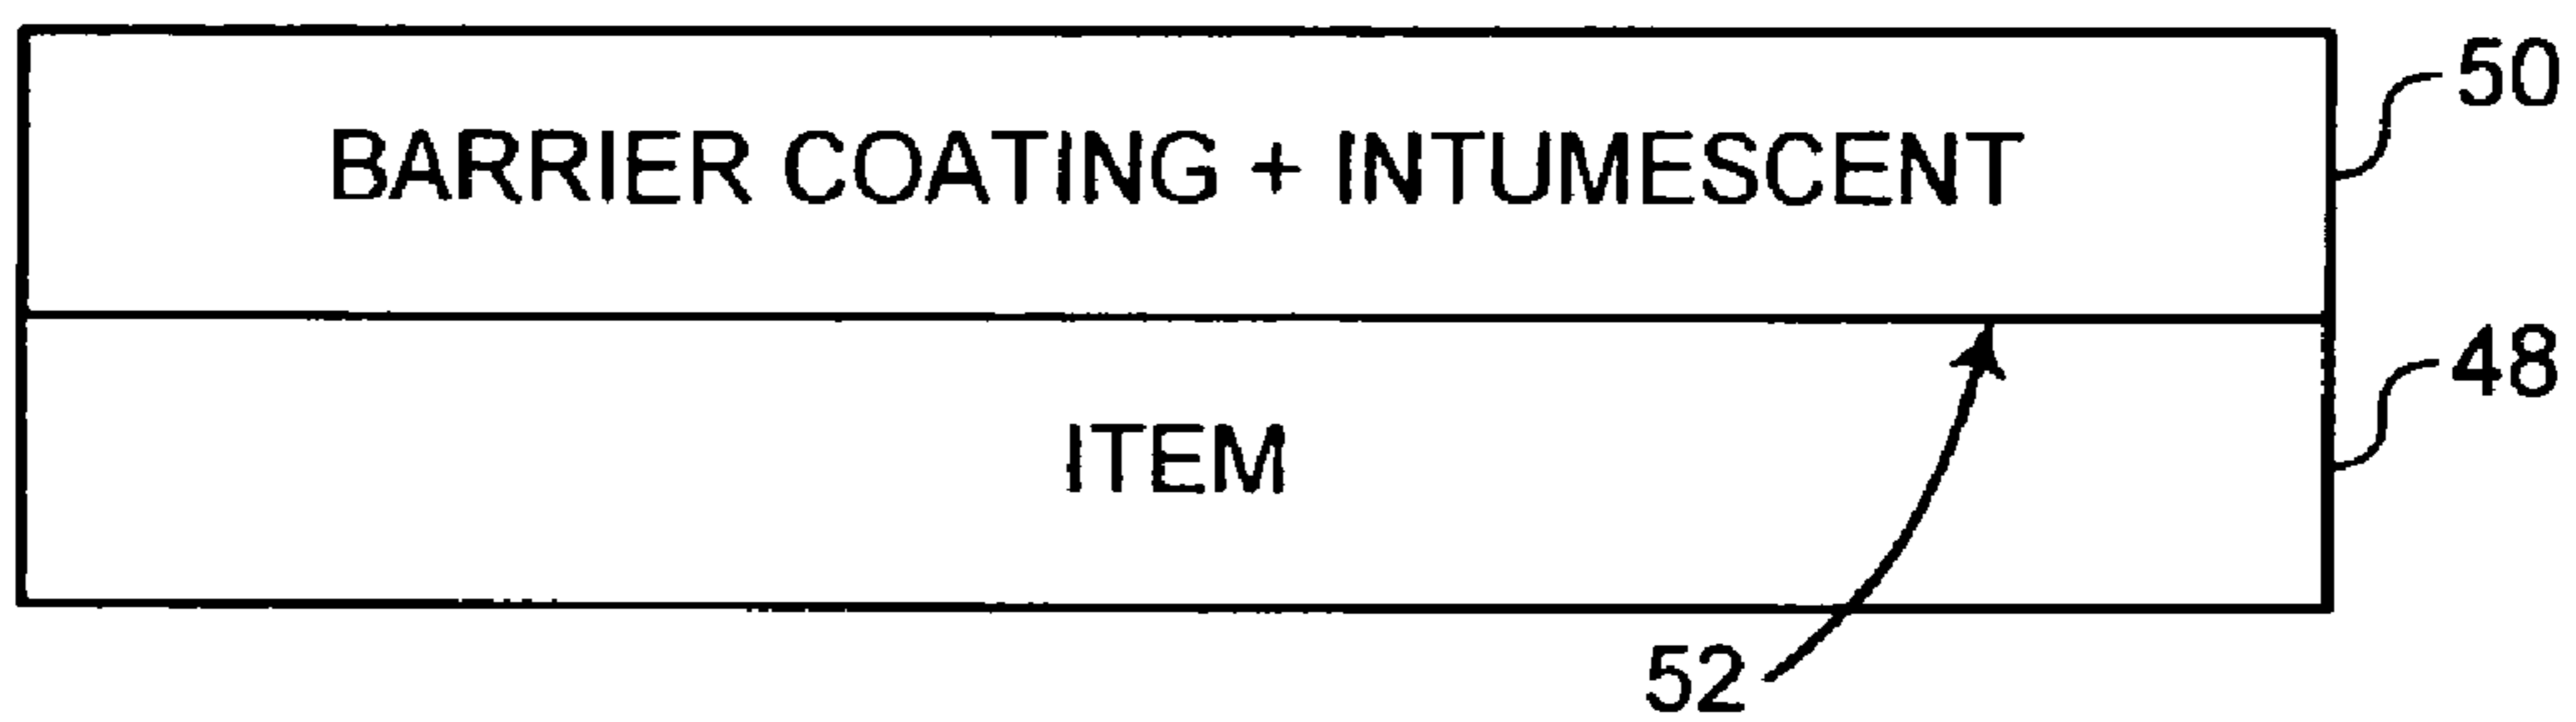 50
BARRIER COATING + INTUMESCENT
48
ITEM
52